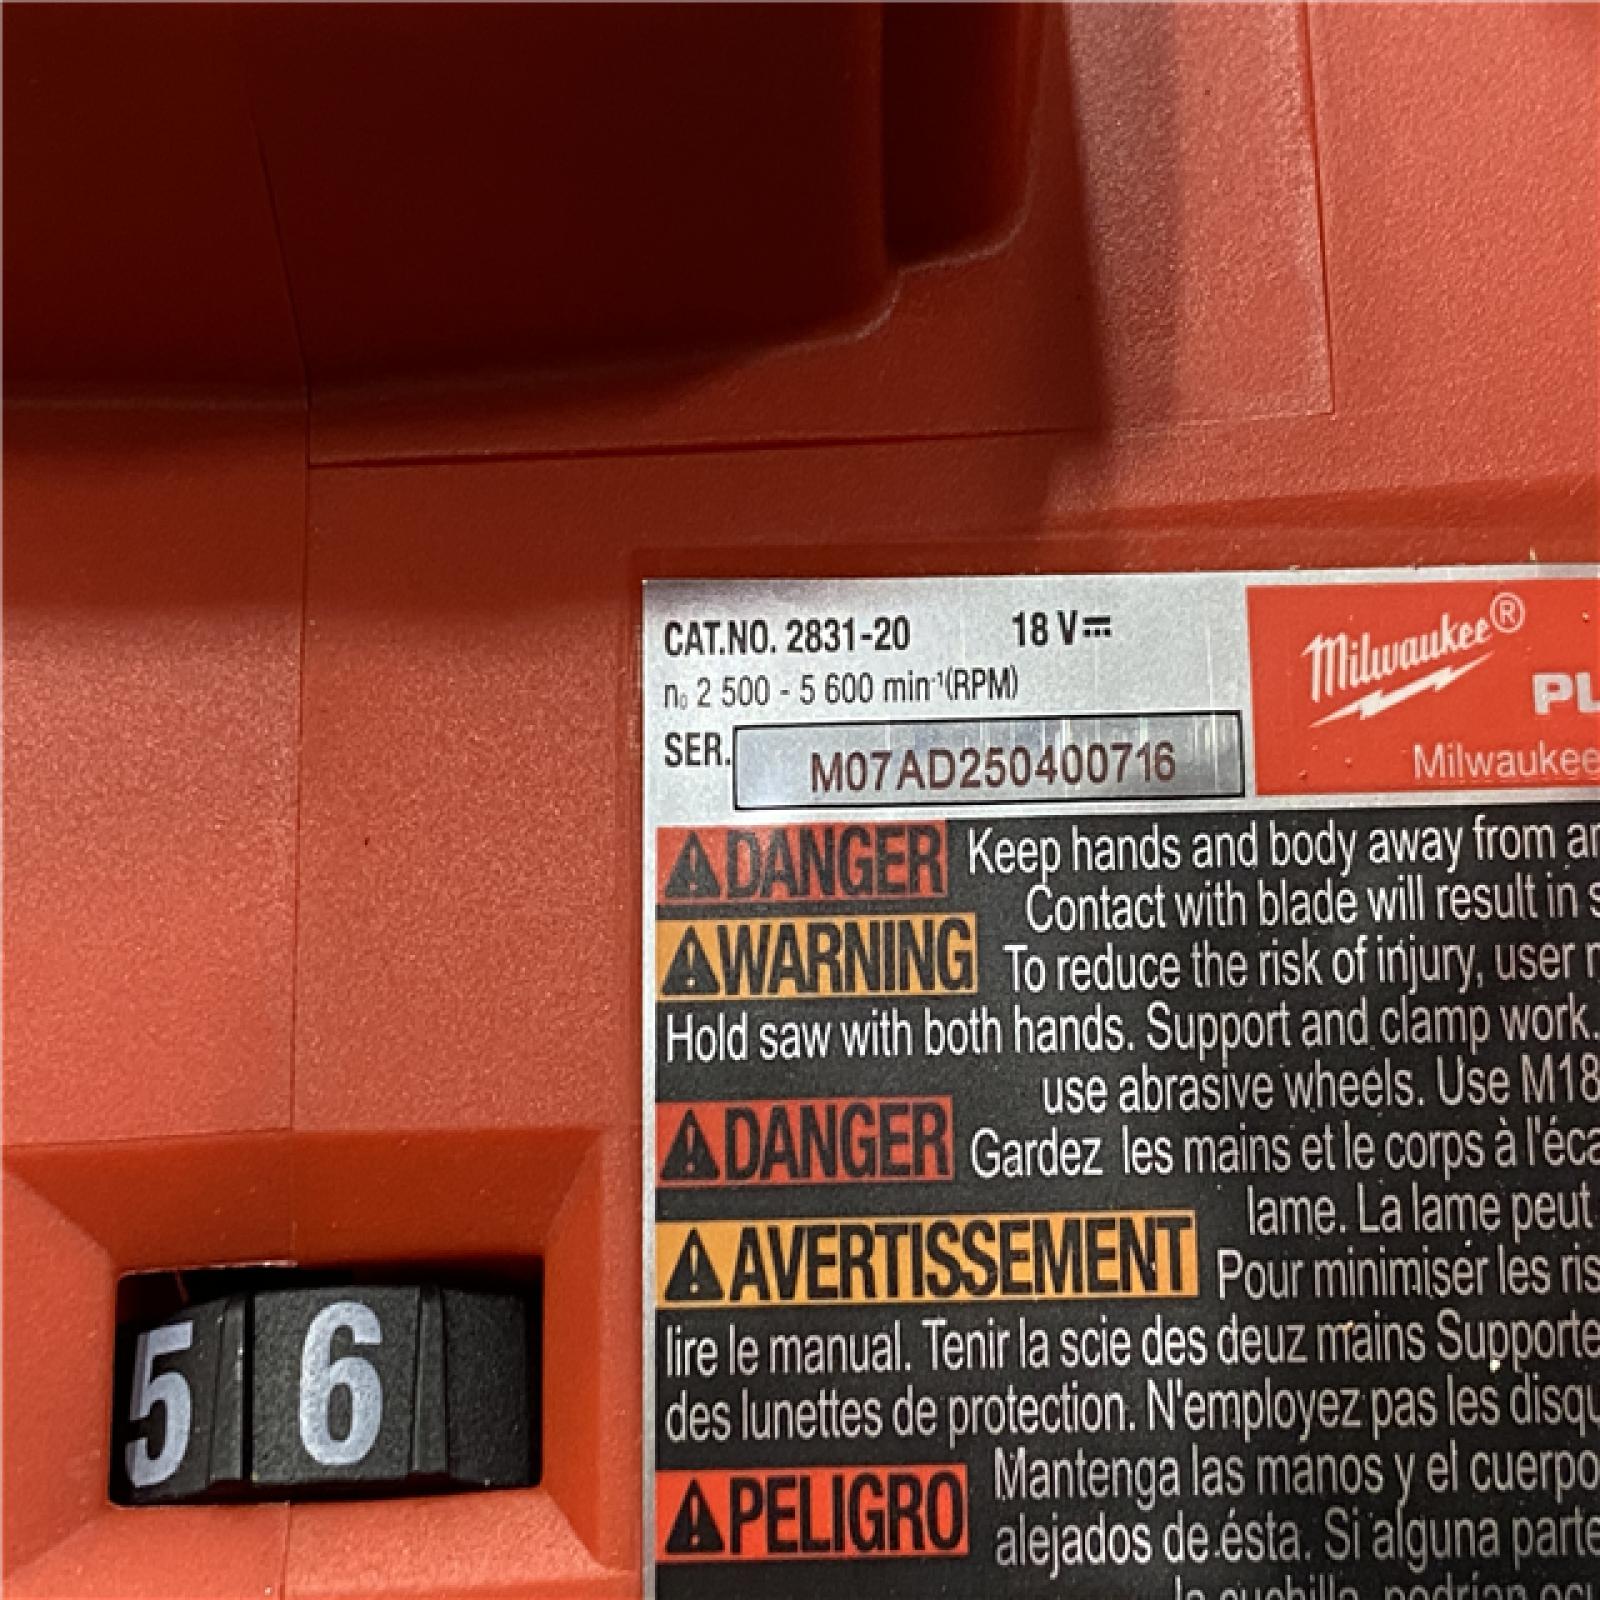 CAT.NO. 2831-20 18 V⎓
n₀ 2 500 - 5 600 min⁻¹(RPM)
SER. M07AD250400716
Milwaukee®
PL
Milwaukee
⚠DANGER Keep hands and body away from
Contact with blade will result in
⚠WARNING To reduce the risk of injury, user
Hold saw with both hands. Support and clamp work.
use abrasive wheels. Use M18
⚠DANGER Gardez les mains et le corps à l'éca
lame. La lame peut
⚠AVERTISSEMENT Pour minimiser les ris
lire le manual. Tenir la scie des deuz mains Supporte
des lunettes de protection. N'employez pas les disqu
⚠PELIGRO Mantenga las manos y el cuerpo
alejados de ésta. Si alguna parte
la cuchilla, podrían
5 6